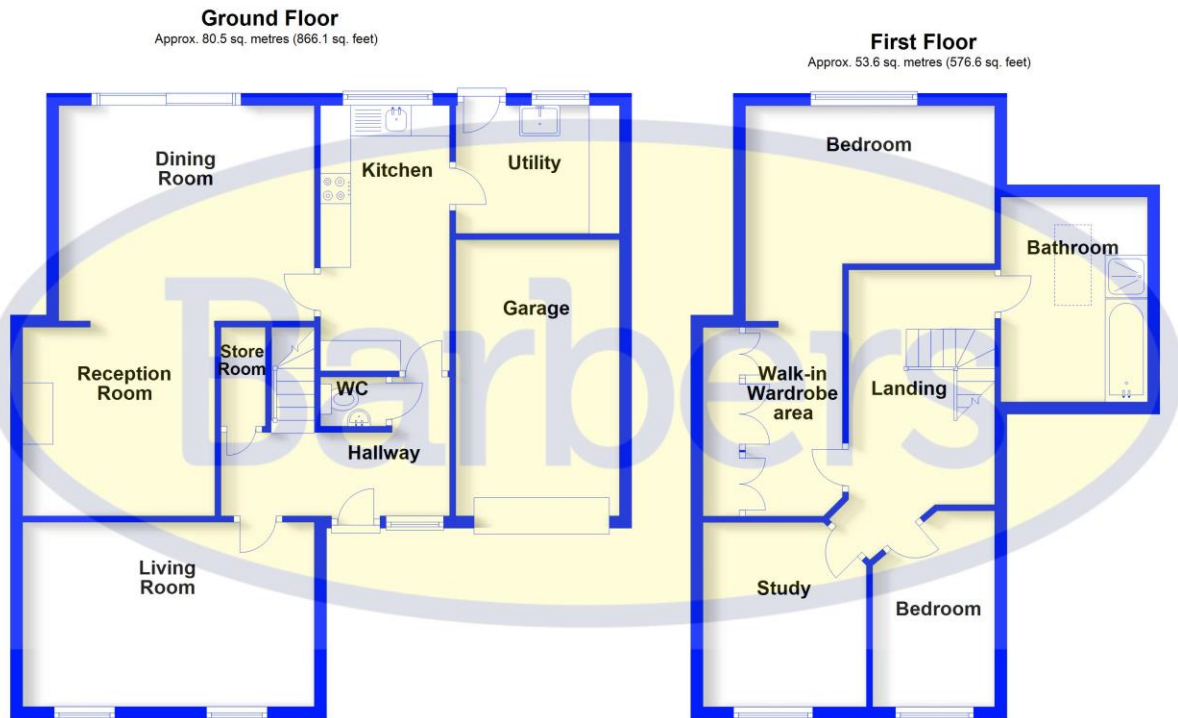 Ground Floor
Approx. 80.5 sq. metres (866.1 sq. feet)
Dining
Room
Kitchen
Utility
Garage
Store
Room
Reception
Room
WC
Hallway
Living
Room
First Floor
Approx. 53.6 sq. metres (576.6 sq. feet)
Bedroom
Bathroom
Walk-in
Wardrobe
area
Landing
Study
Bedroom
Barbers